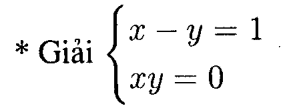 * Giải { x − y = 1
xy = 0